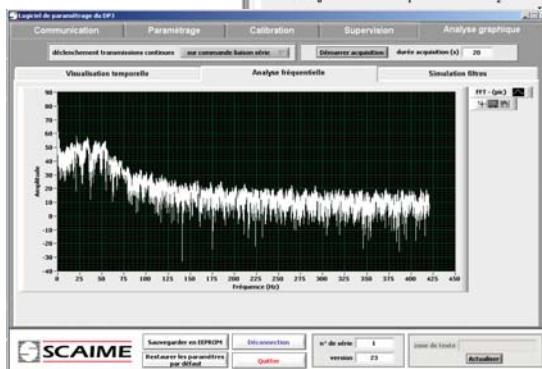 Logiciel de paramétrage du DP3
Communication Paramétrage Calibration Supervision Analyse graphique
déclenchement transmissions continues sur commande liaison série Démarrer acquisition durée acquisition (s) 20
Visualisation temporelle Analyse fréquentielle Simulation filtres
FFT - (pic)
Amplitude
90
80
70
60
50
40
30
20
10
0
-10
-20
-30
-40
0 25 50 75 100 125 150 175 200 225 250 275 300 325 350 375 400 425 450
Fréquence (Hz)
SCAIME
Sauvegarder en EEPROM Déconnection n° de série 1 zone de texte
Restaurer les paramètres par défaut Quitter version 23 Actualiser